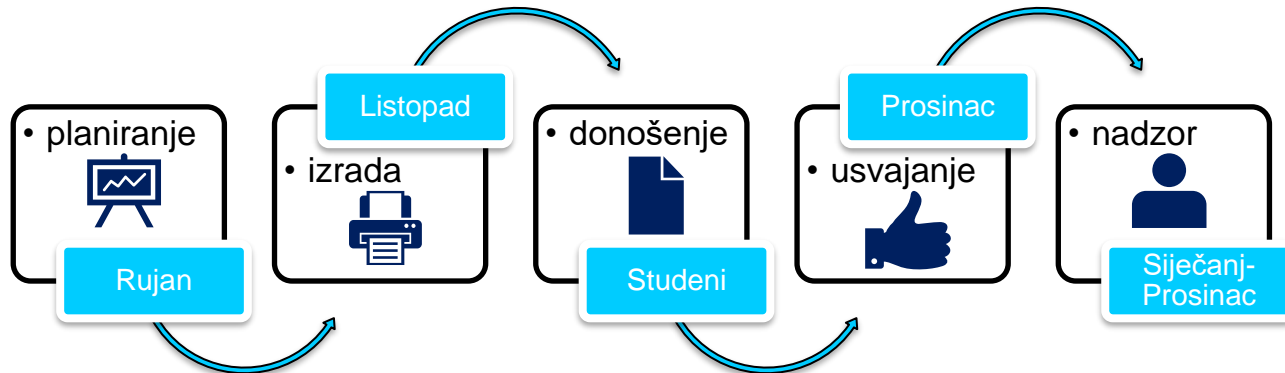 • planiranje
Rujan
Listopad
• izrada
• donošenje
Studeni
Prosinac
• usvajanje
• nadzor
Siječanj-
Prosinac